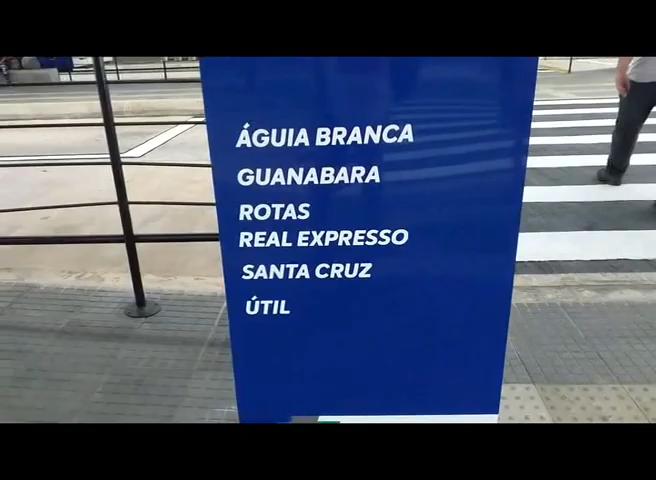 ÁGUIA BRANCA
GUANABARA
ROTAS
REAL EXPRESSO
SANTA CRUZ
ÚTIL